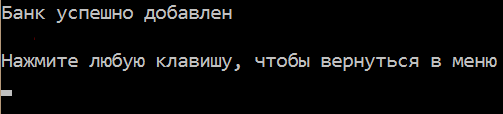 Банк успешно добавлен
Нажмите любую клавишу, чтобы вернуться в меню